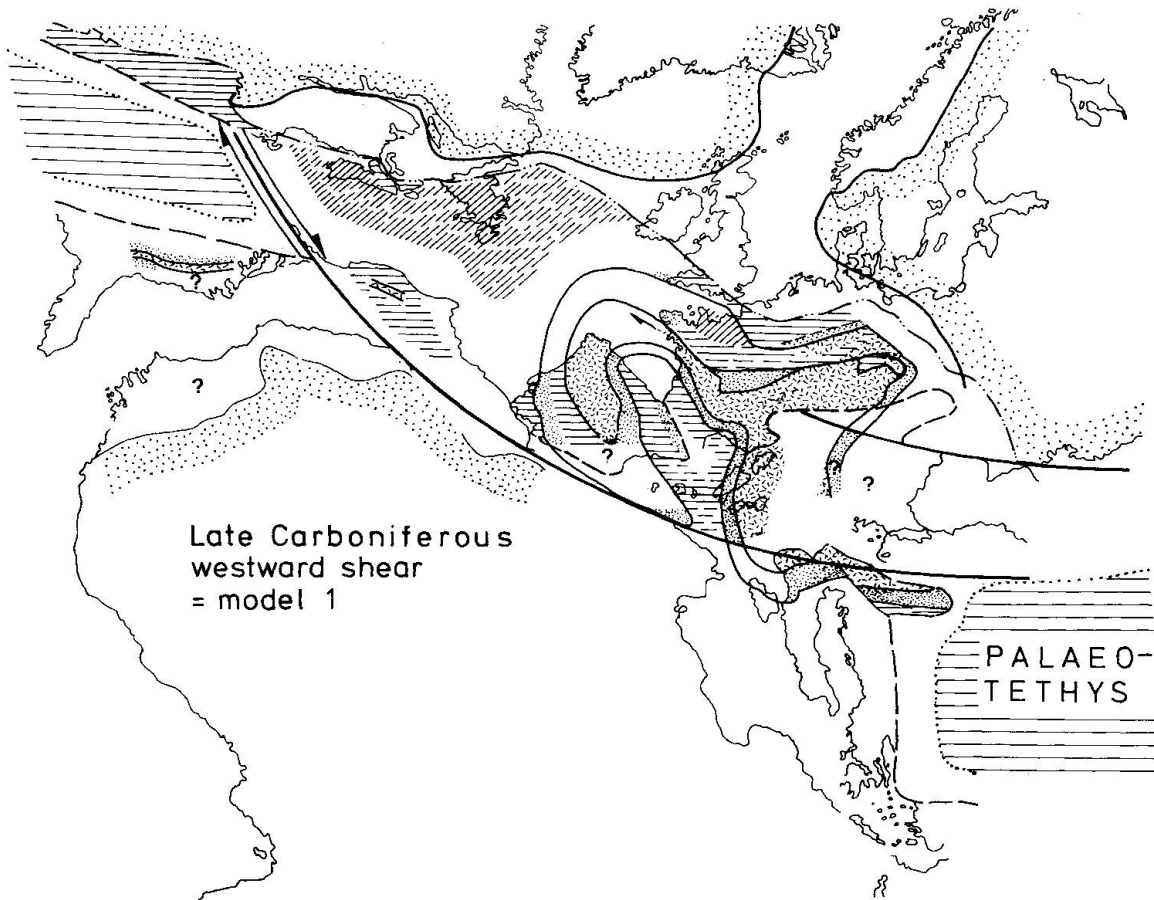 ?
?
?
?
Late Carboniferous
westward shear
= model 1
PALAEO-
TETHYS